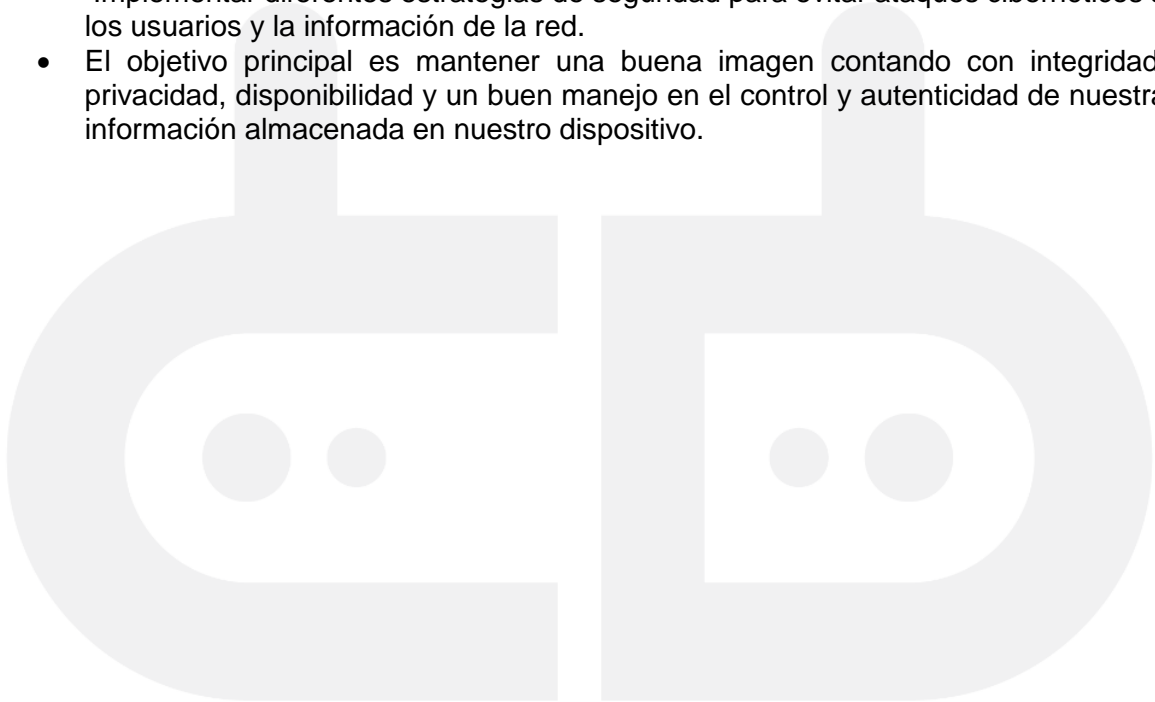 implementar diferentes estrategias de seguridad para evitar ataques cibernéticos
los usuarios y la información de la red.
• El objetivo principal es mantener una buena imagen contando con integridad
privacidad, disponibilidad y un buen manejo en el control y autenticidad de nuestra
información almacenada en nuestro dispositivo.